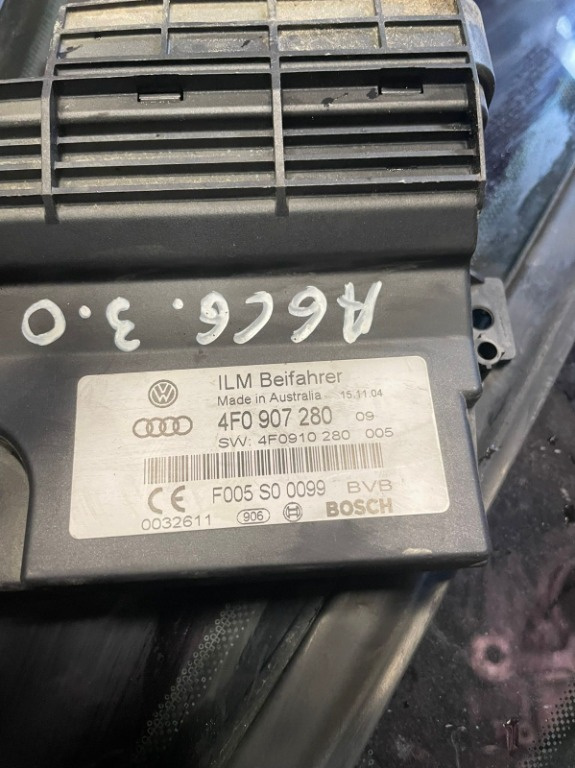 A6C6. 3.0
ILM Beifahrer
Made in Australia 15.11.04
4F0 907 280 09
SW: 4F0910 280 005
F005 S0 0099 BVB
0032611 906 BOSCH